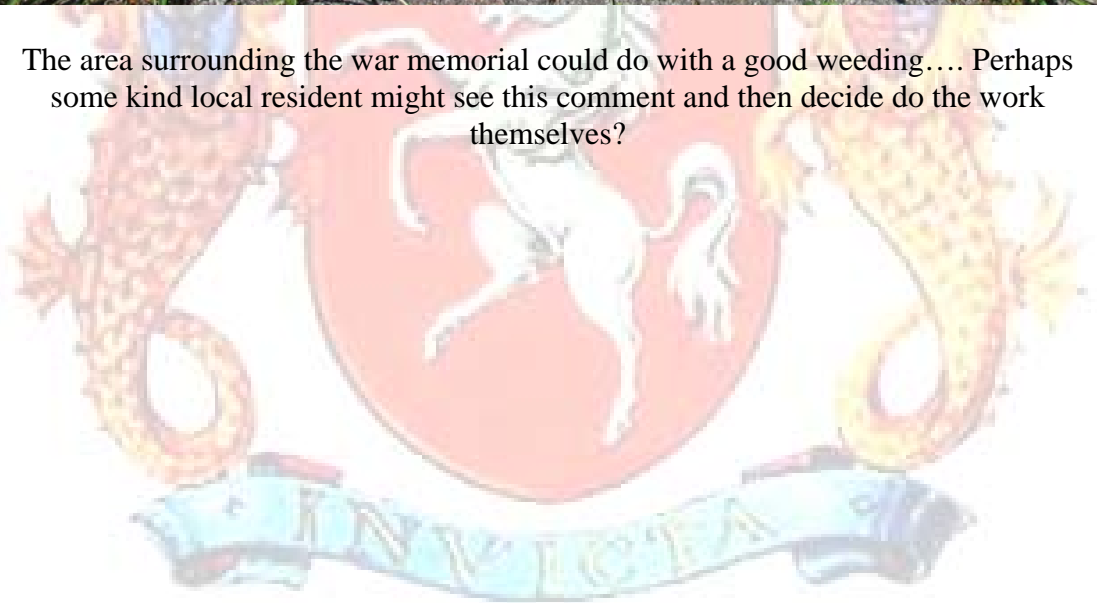 The area surrounding the war memorial could do with a good weeding…. Perhaps
some kind local resident might see this comment and then decide do the work
themselves?
INVICTA